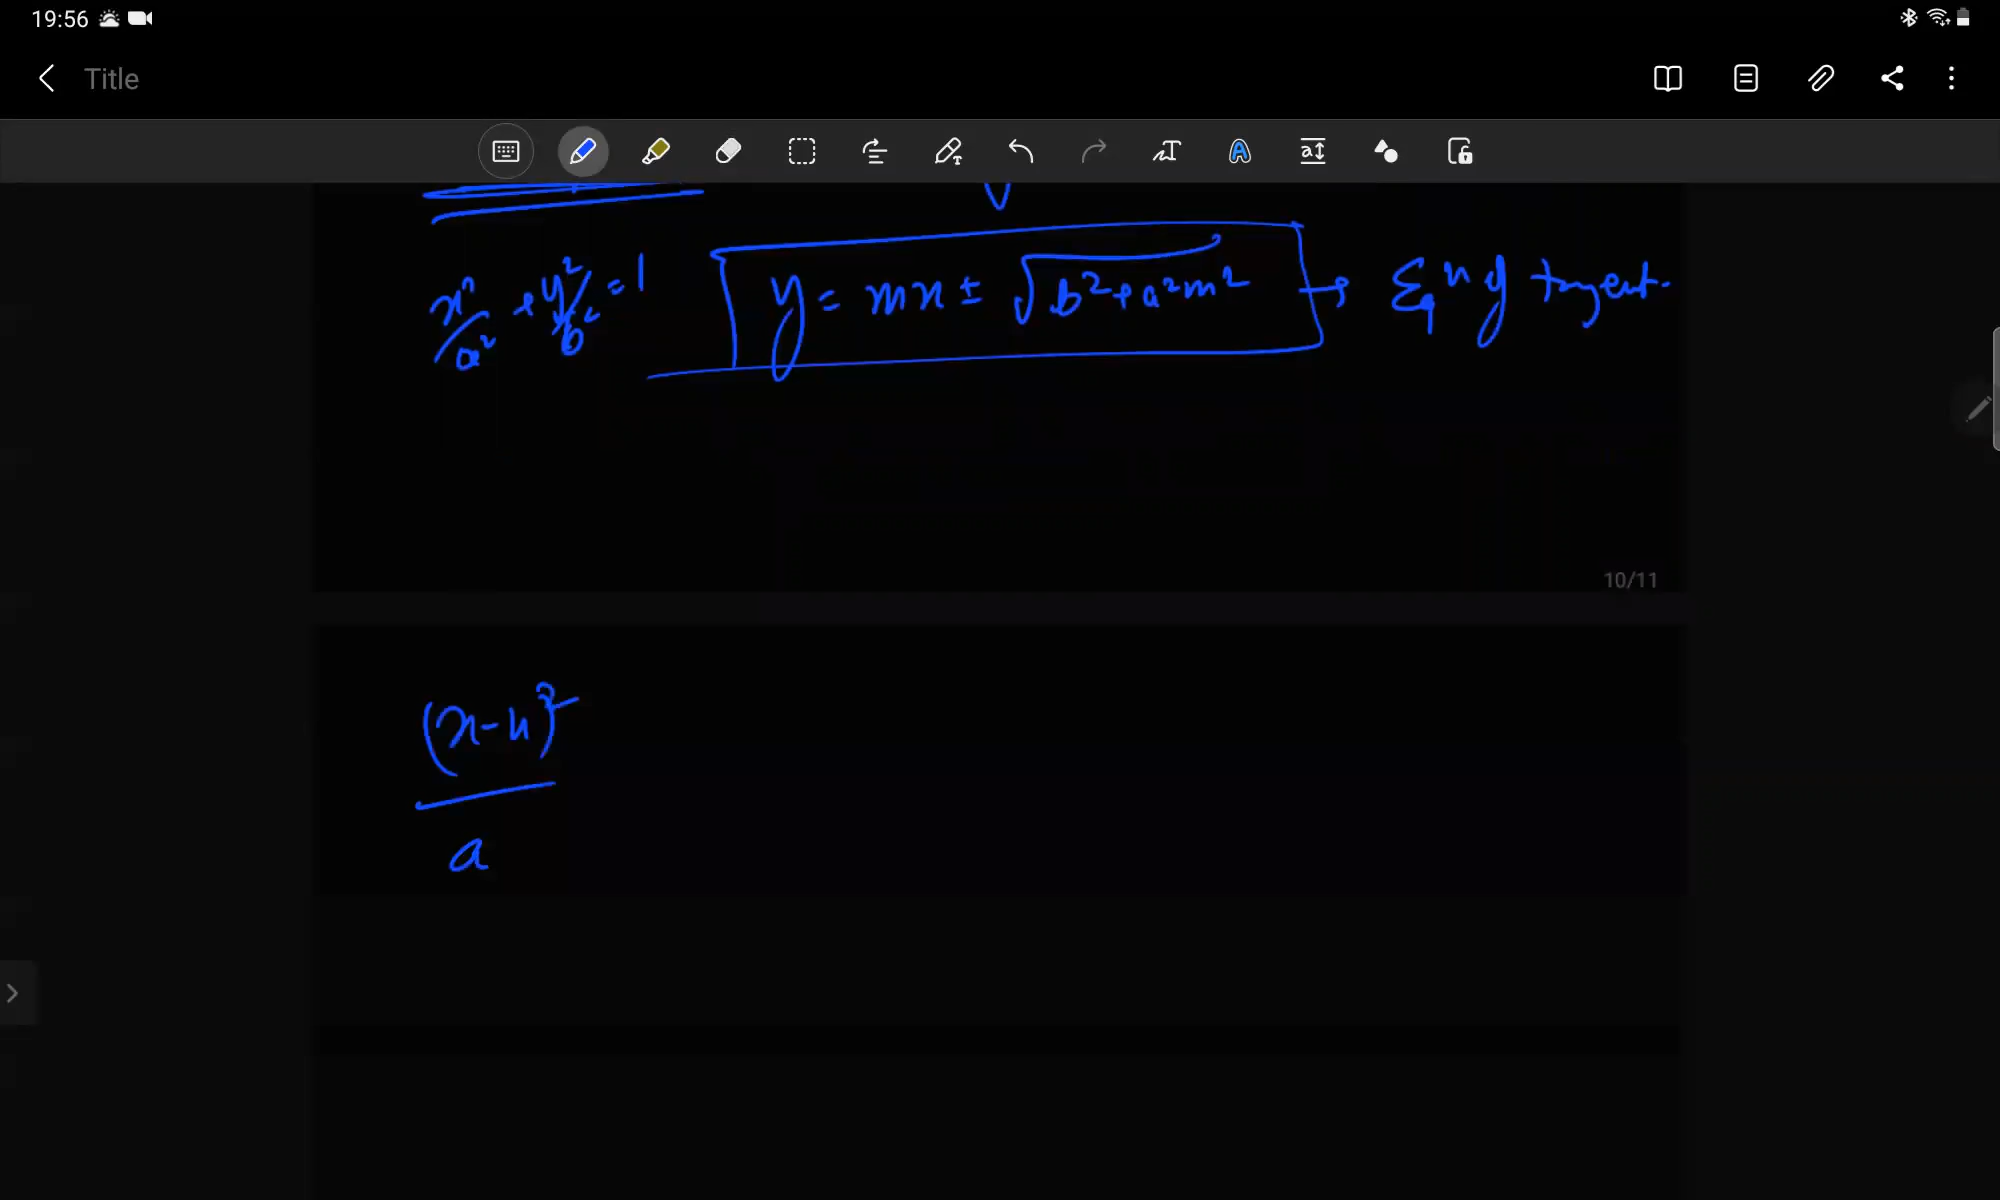 19:56
Title
x²/a² + y²/b² = 1 y = mx ± √b²+a²m² → Eqⁿ of tangent.
10/11
(x-h)²
a